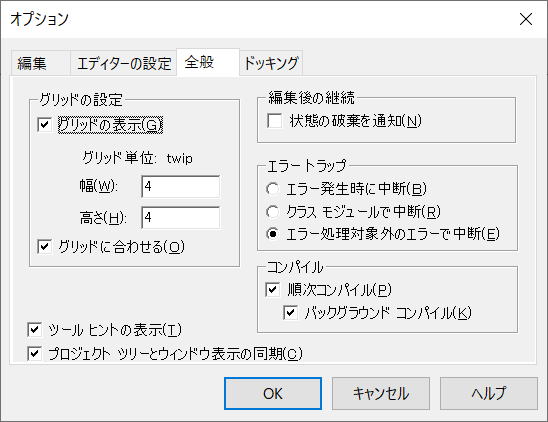 オプション
編集
エディターの設定
全般
ドッキング
グリッドの設定
グリッドの表示(G)
グリッド単位: twip
幅(W): 4
高さ(H): 4
グリッドに合わせる(O)
ツール ヒントの表示(T)
プロジェクト ツリーとウィンドウ表示の同期(C)
編集後の継続
状態の破棄を通知(N)
エラー トラップ
エラー発生時に中断(B)
クラス モジュールで中断(R)
エラー処理対象外のエラーで中断(E)
コンパイル
順次コンパイル(P)
バックグラウンド コンパイル(K)
OK
キャンセル
ヘルプ